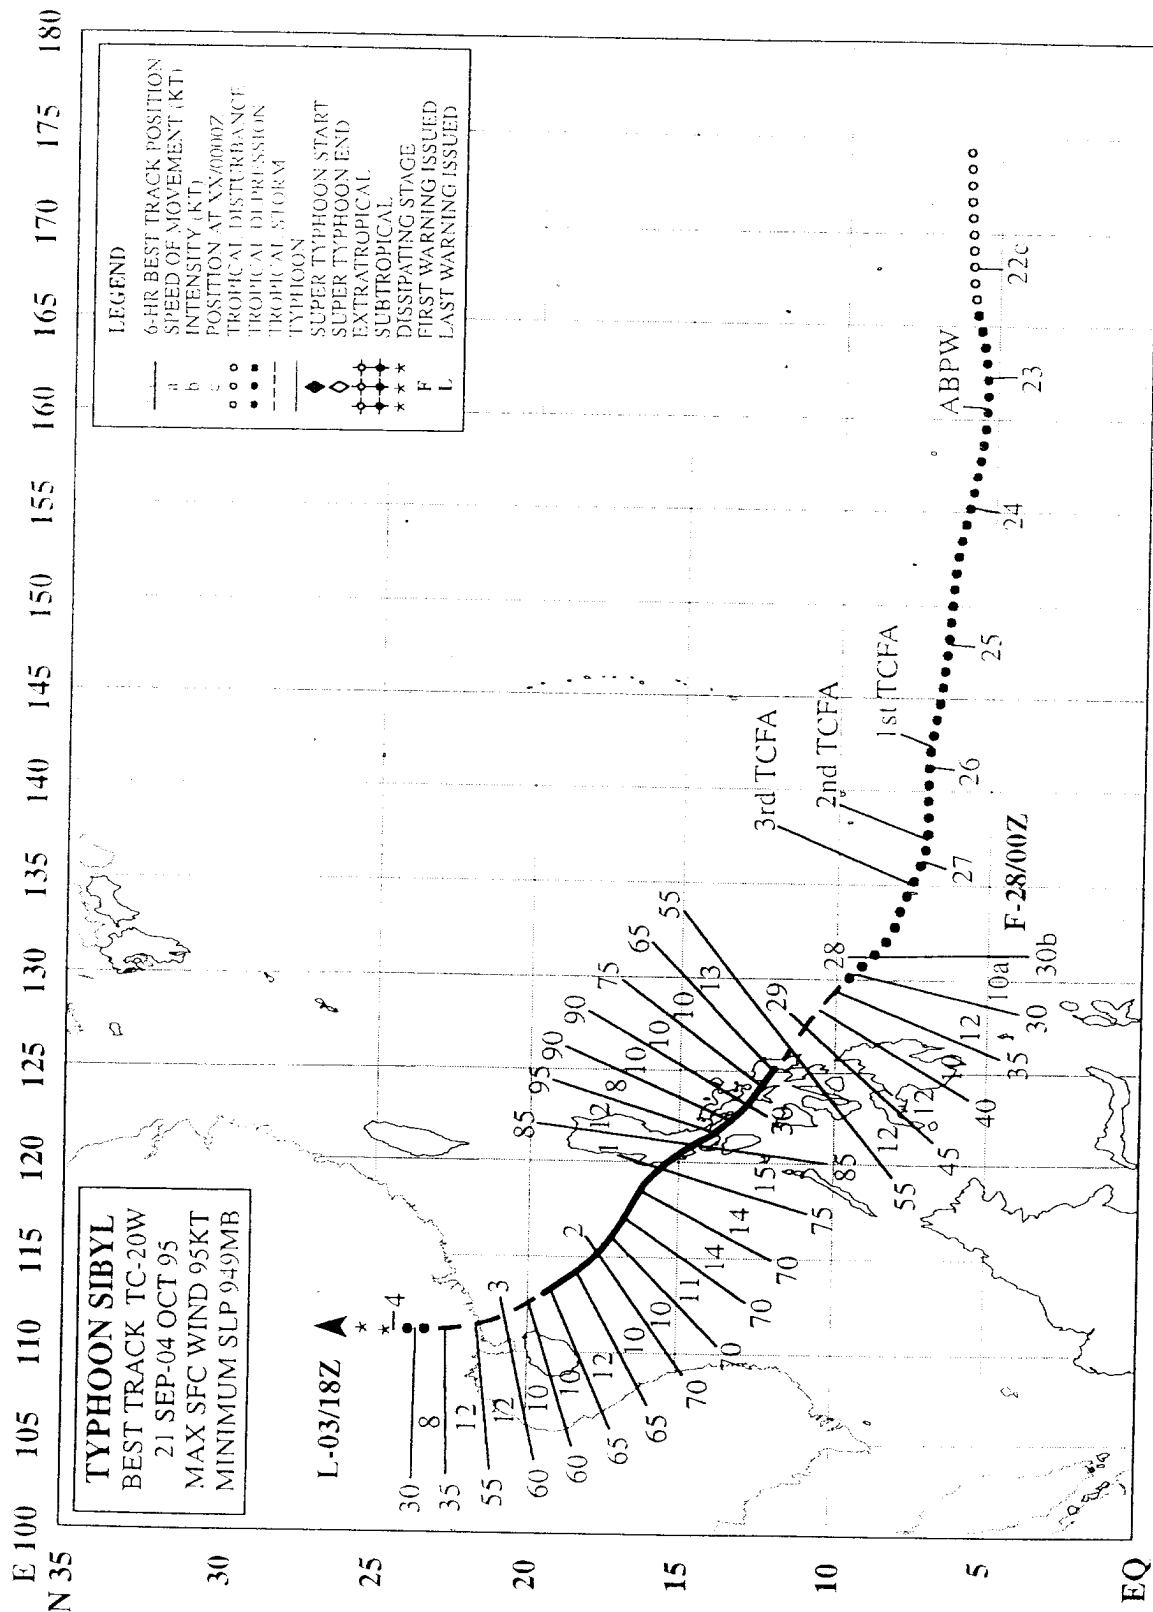 TYPHOON SIBYL
BEST TRACK TC-20W
21 SEP-04 OCT 95
MAX SFC WIND 95KT
MINIMUM SLP 949MB
LEGEND
6-HR BEST TRACK POSITION
a SPEED OF MOVEMENT (KT)
b INTENSITY (KT)
c POSITION AT XX/0000Z
TROPICAL DISTURBANCE
TROPICAL DEPRESSION
TROPICAL STORM
TYPHOON
SUPER TYPHOON START
SUPER TYPHOON END
EXTRATROPICAL
SUBTROPICAL
DISSIPATING STAGE
F FIRST WARNING ISSUED
L LAST WARNING ISSUED
E 100 105 110 115 120 125 130 135 140 145 150 155 160 165 170 175 180
N 35
30
25
20
15
10
5
EQ
L-03/18Z
4
3
2
1
30
29
28
27
26
25
24
23
22c
30
35
55
60
60
65
65
70
70
70
70
75
85
8
12
12
10
10
12
10
10
11
14
14
15
85
95
90
90
75
65
55
12
8
10
10
10
13
55
45
40
35
30
30b
12
12
10
12
10a
F-28/00Z
3rd TCFA
2nd TCFA
1st TCFA
ABPW